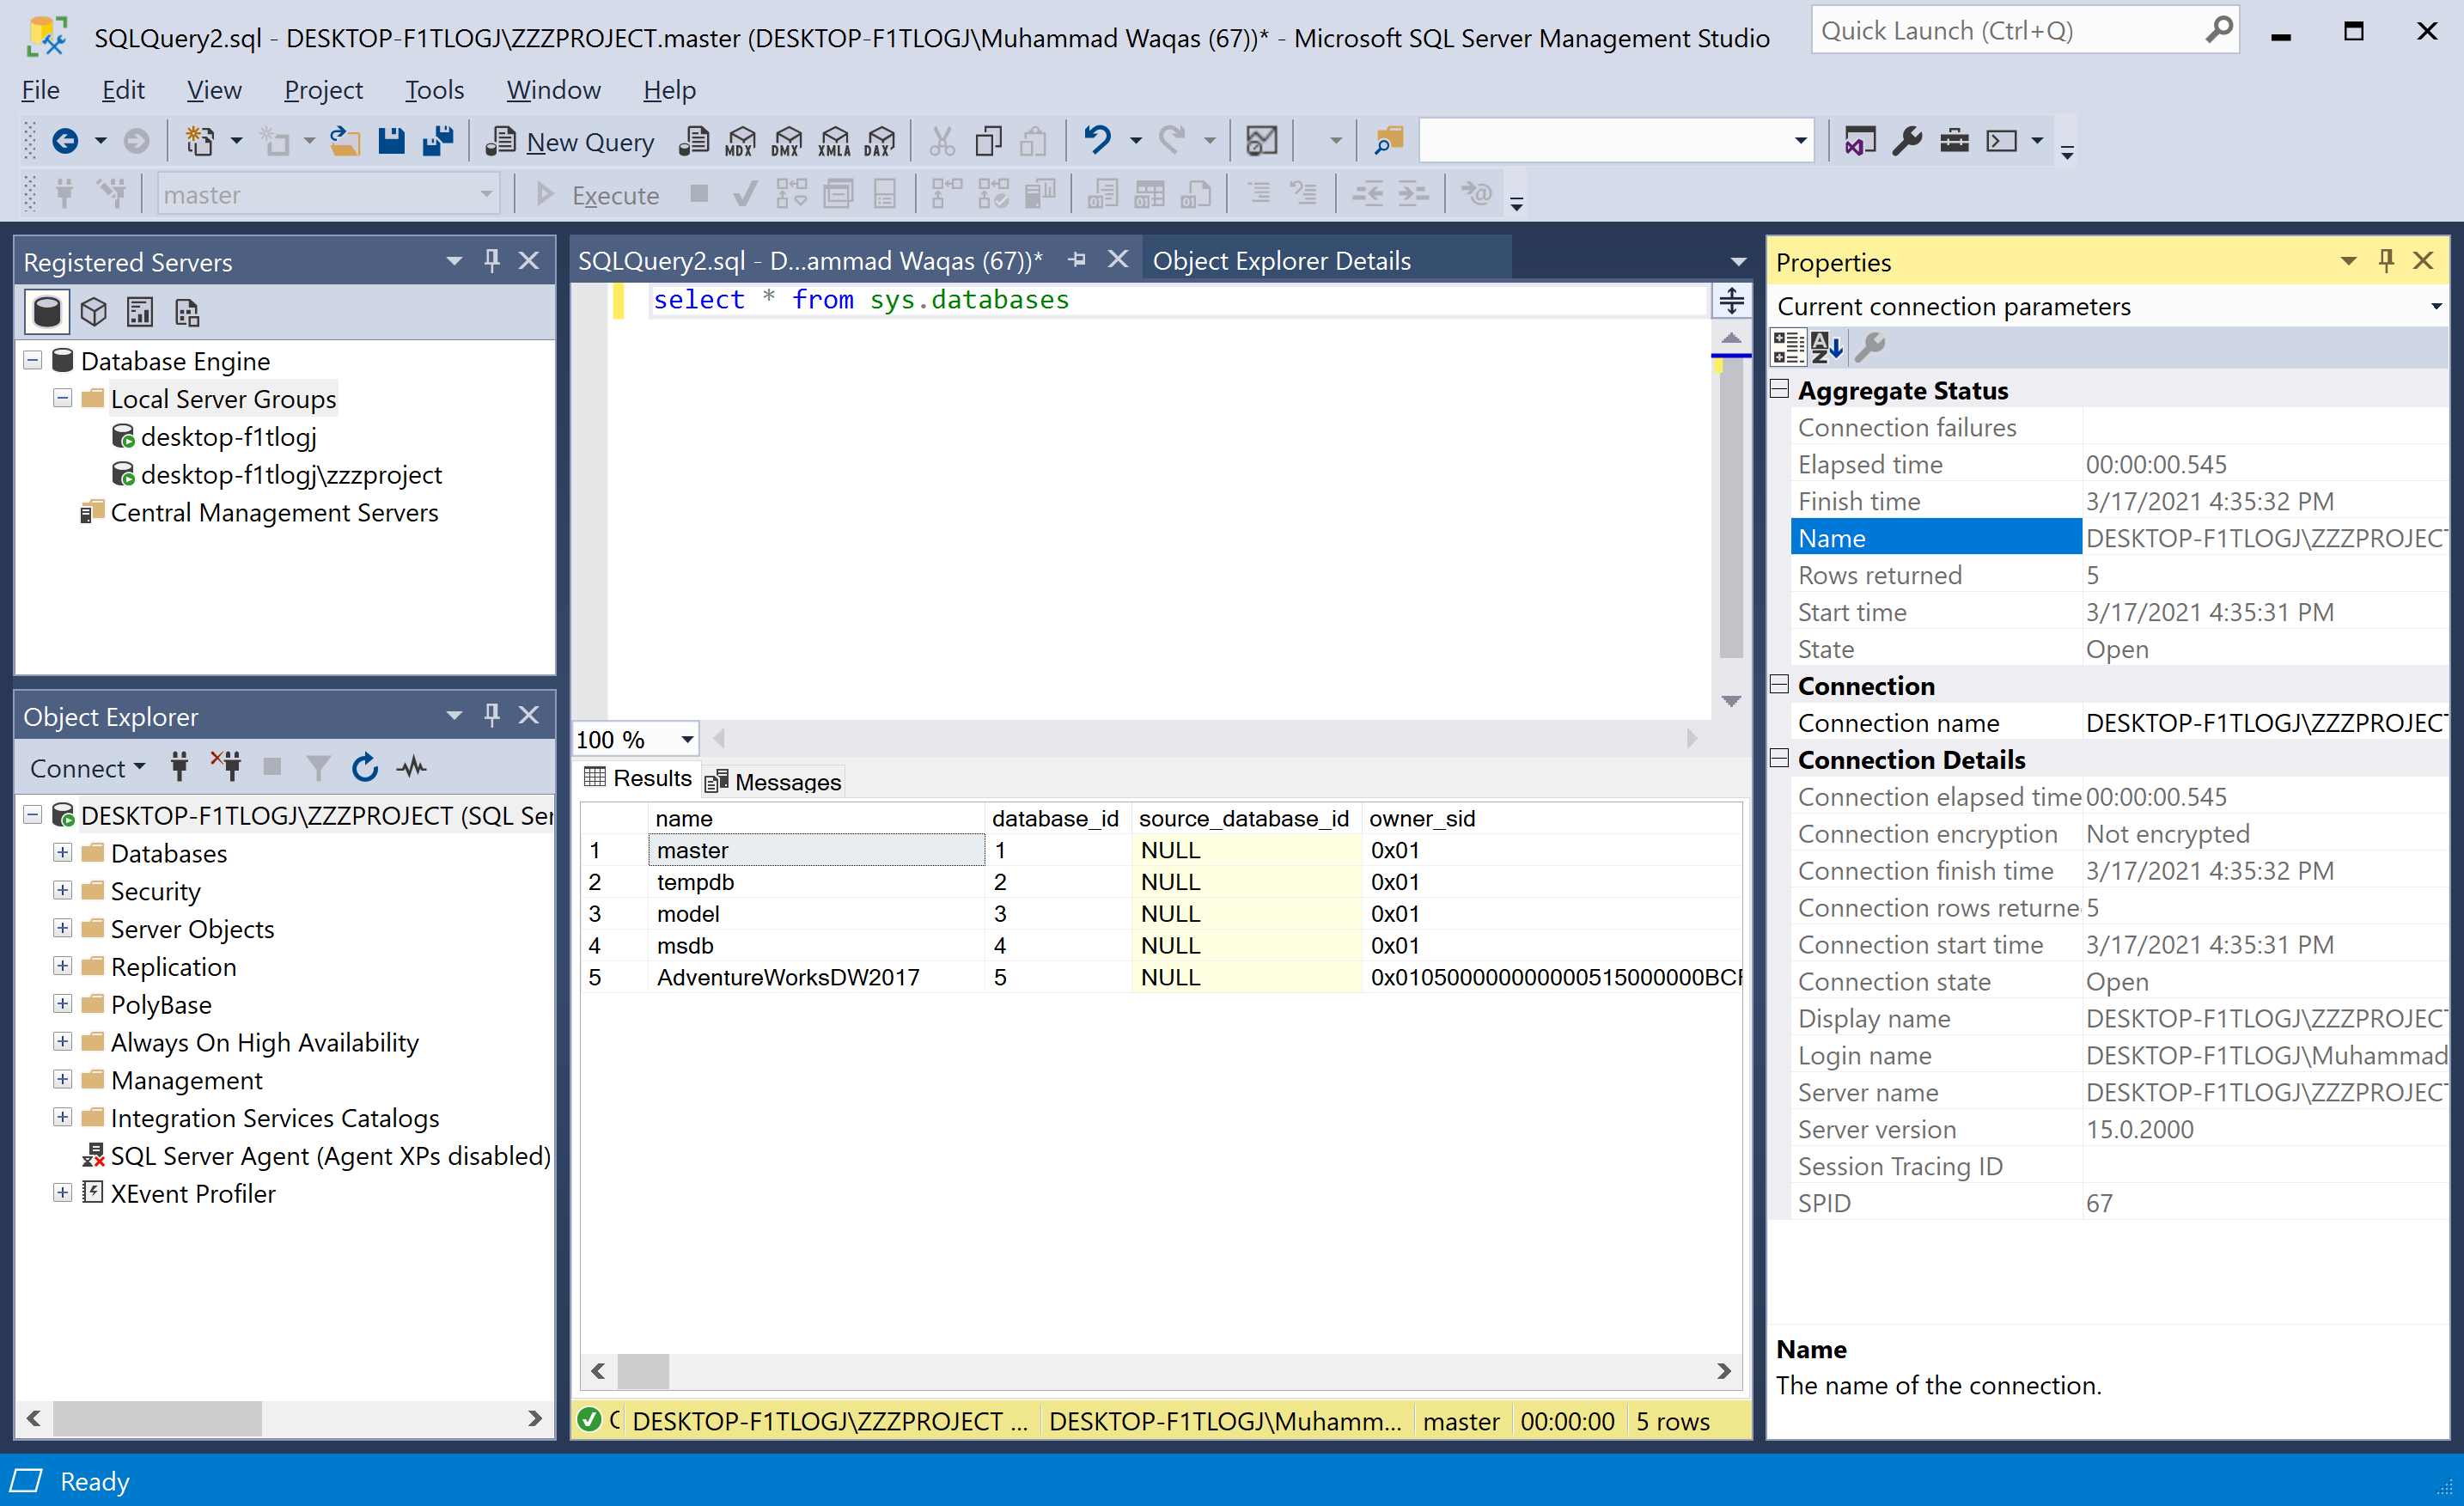 SQLQuery2.sql - DESKTOP-F1TLOGJ\ZZZPROJECT.master (DESKTOP-F1TLOGJ\Muhammad Waqas (67))* - Microsoft SQL Server Management Studio
Quick Launch (Ctrl+Q)
File Edit View Project Tools Window Help
New Query MDX DMX XMLA DAX
master Execute
Registered Servers
Database Engine
Local Server Groups
desktop-f1tlogj
desktop-f1tlogj\zzzproject
Central Management Servers
Object Explorer
Connect
DESKTOP-F1TLOGJ\ZZZPROJECT (SQL Ser
Databases
Security
Server Objects
Replication
PolyBase
Always On High Availability
Management
Integration Services Catalogs
SQL Server Agent (Agent XPs disabled)
XEvent Profiler
SQLQuery2.sql - D...ammad Waqas (67))* Object Explorer Details
select * from sys.databases
100 %
Results Messages
name database_id source_database_id owner_sid
1 master 1 NULL 0x01
2 tempdb 2 NULL 0x01
3 model 3 NULL 0x01
4 msdb 4 NULL 0x01
5 AdventureWorksDW2017 5 NULL 0x010500000000000515000000BCF
DESKTOP-F1TLOGJ\ZZZPROJECT ... DESKTOP-F1TLOGJ\Muhamm... master 00:00:00 5 rows
Properties
Current connection parameters
Aggregate Status
Connection failures
Elapsed time 00:00:00.545
Finish time 3/17/2021 4:35:32 PM
Name DESKTOP-F1TLOGJ\ZZZPROJECT
Rows returned 5
Start time 3/17/2021 4:35:31 PM
State Open
Connection
Connection name DESKTOP-F1TLOGJ\ZZZPROJECT
Connection Details
Connection elapsed time 00:00:00.545
Connection encryption Not encrypted
Connection finish time 3/17/2021 4:35:32 PM
Connection rows returne 5
Connection start time 3/17/2021 4:35:31 PM
Connection state Open
Display name DESKTOP-F1TLOGJ\ZZZPROJECT
Login name DESKTOP-F1TLOGJ\Muhammad
Server name DESKTOP-F1TLOGJ\ZZZPROJECT
Server version 15.0.2000
Session Tracing ID
SPID 67
Name
The name of the connection.
Ready